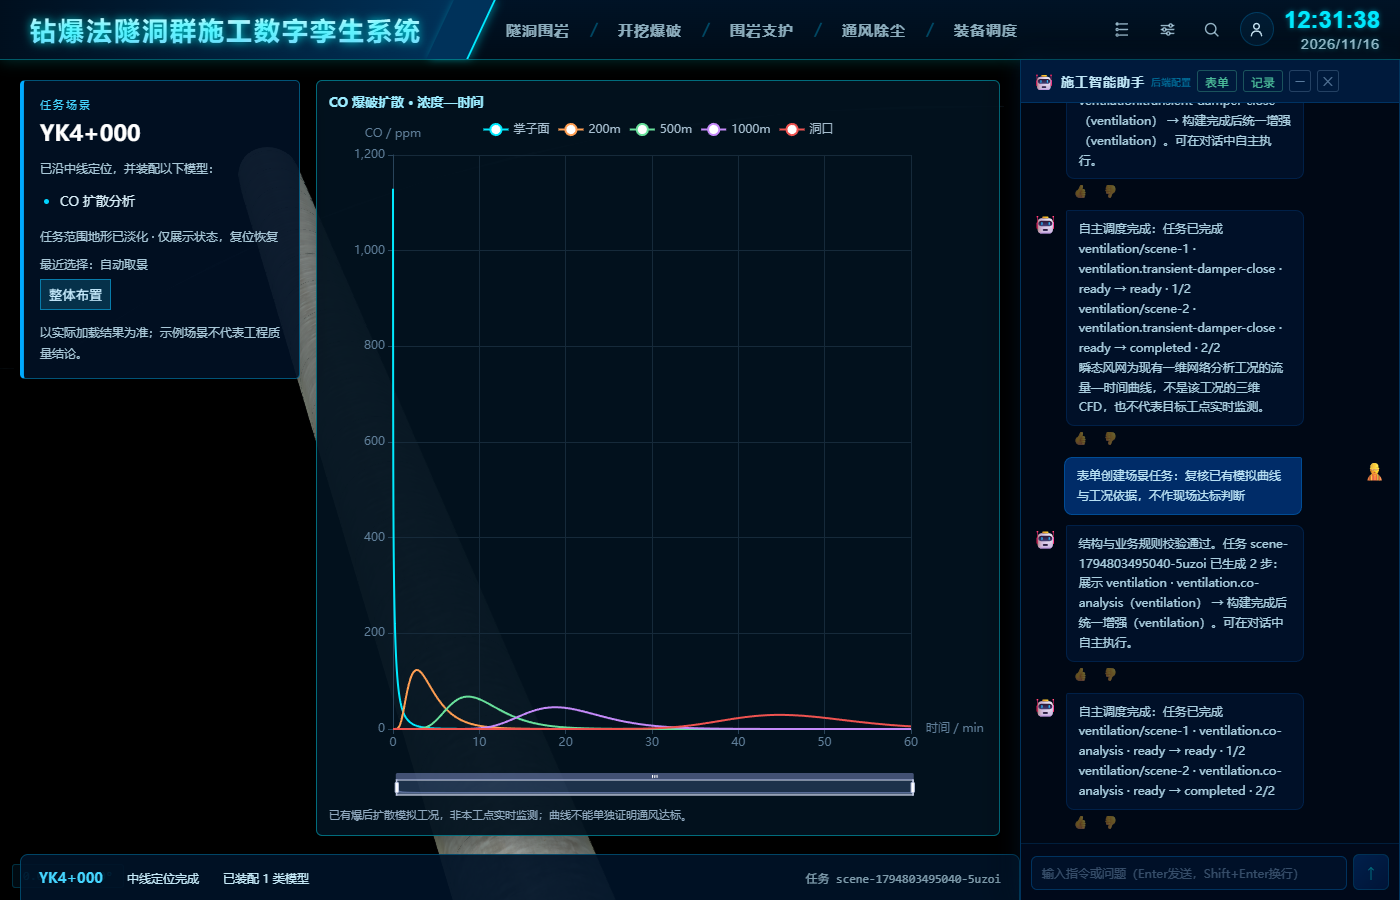 钻爆法隧洞群施工数字孪生系统
隧洞围岩 / 开挖爆破 / 围岩支护 / 通风除尘 / 装备调度
12:31:38
2026/11/16
任务场景
YK4+000
已沿中线定位，并装配以下模型：
CO 扩散分析
任务范围地形已淡化 · 仅展示状态，复位恢复
最近选择：自动取景
整体布置
以实际加载结果为准；示例场景不代表工程质
量结论。
CO 爆破扩散 • 浓度—时间
CO / ppm
掌子面 200m 500m 1000m 洞口
1,200
1,000
800
600
400
200
0
0 10 20 30 40 50 60
时间 / min
已有爆后扩散模拟工况，非本工点实时监测；曲线不能单独证明通风达标。
YK4+000 中线定位完成 已装配 1 类模型
任务 scene-1794803495040-5uzoi
施工智能助手 后端配置 表单 记录
ventilation.transient-damper-close
（ventilation） → 构建完成后统一增强
（ventilation）。可在对话中自主执
行。
自主调度完成：任务已完成
ventilation/scene-1 ·
ventilation.transient-damper-close ·
ready → ready · 1/2
ventilation/scene-2 ·
ventilation.transient-damper-close ·
ready → completed · 2/2
瞬态风网为现有一维网络分析工况的流
量—时间曲线，不是该工况的三维
CFD，也不代表目标工点实时监测。
表单创建场景任务：复核已有模拟曲线
与工况依据，不作现场达标判断
结构与业务规则校验通过。任务 scene-
1794803495040-5uzoi 已生成 2 步：
展示 ventilation · ventilation.co-
analysis（ventilation） → 构建完成后
统一增强（ventilation）。可在对话中
自主执行。
自主调度完成：任务已完成
ventilation/scene-1 · ventilation.co-
analysis · ready → ready · 1/2
ventilation/scene-2 · ventilation.co-
analysis · ready → completed · 2/2
输入指令或问题（Enter发送，Shift+Enter换行）